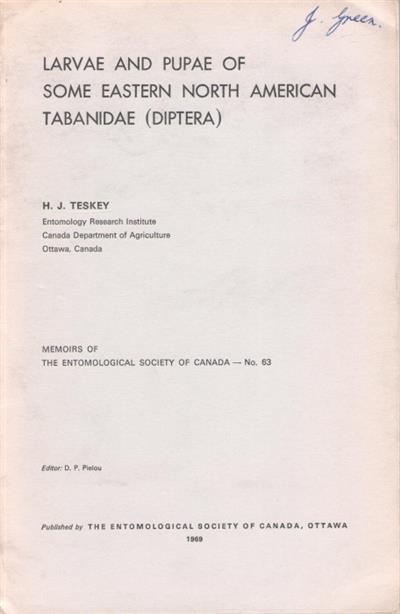 J. Green.
LARVAE AND PUPAE OF
SOME EASTERN NORTH AMERICAN
TABANIDAE (DIPTERA)
H. J. TESKEY
Entomology Research Institute
Canada Department of Agriculture
Ottawa, Canada
MEMOIRS OF
THE ENTOMOLOGICAL SOCIETY OF CANADA — No. 63
Editor: D. P. Pielou
Published by THE ENTOMOLOGICAL SOCIETY OF CANADA, OTTAWA
1969